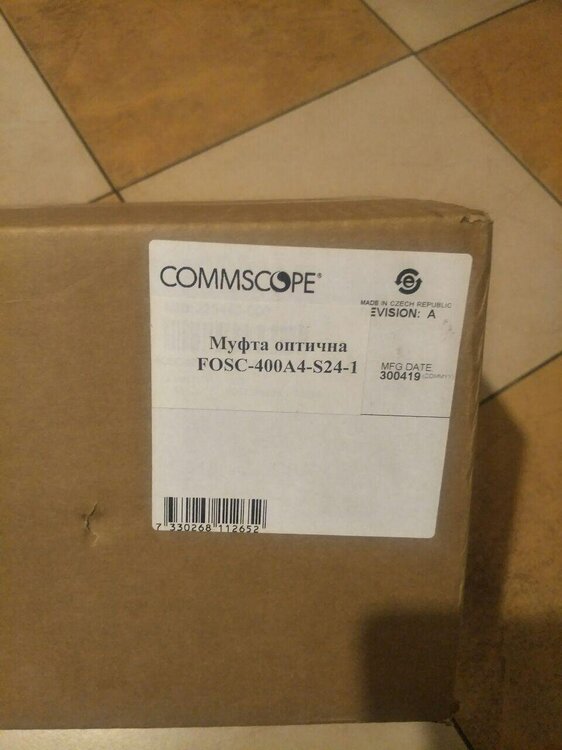 COMMSCOPE®
e
MADE IN CZECH REPUBLIC
EVISION: A
Муфта оптична
FOSC-400A4-S24-1
MFG DATE
300419
7 330268 112652